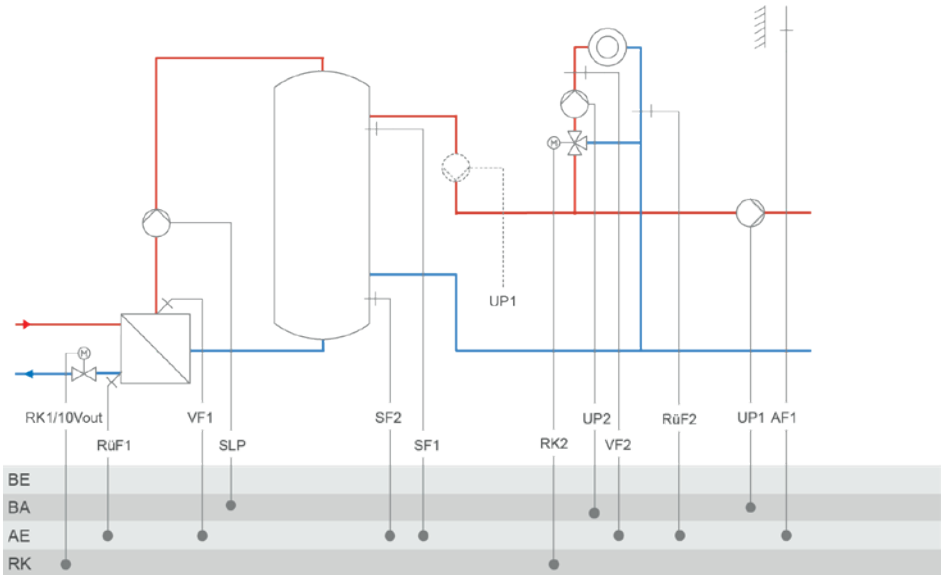 M
UP1
M
RK1/10Vout
VF1
SF2
UP2
RüF2
UP1
AF1
RüF1
SLP
SF1
RK2
VF2
BE
BA
AE
RK